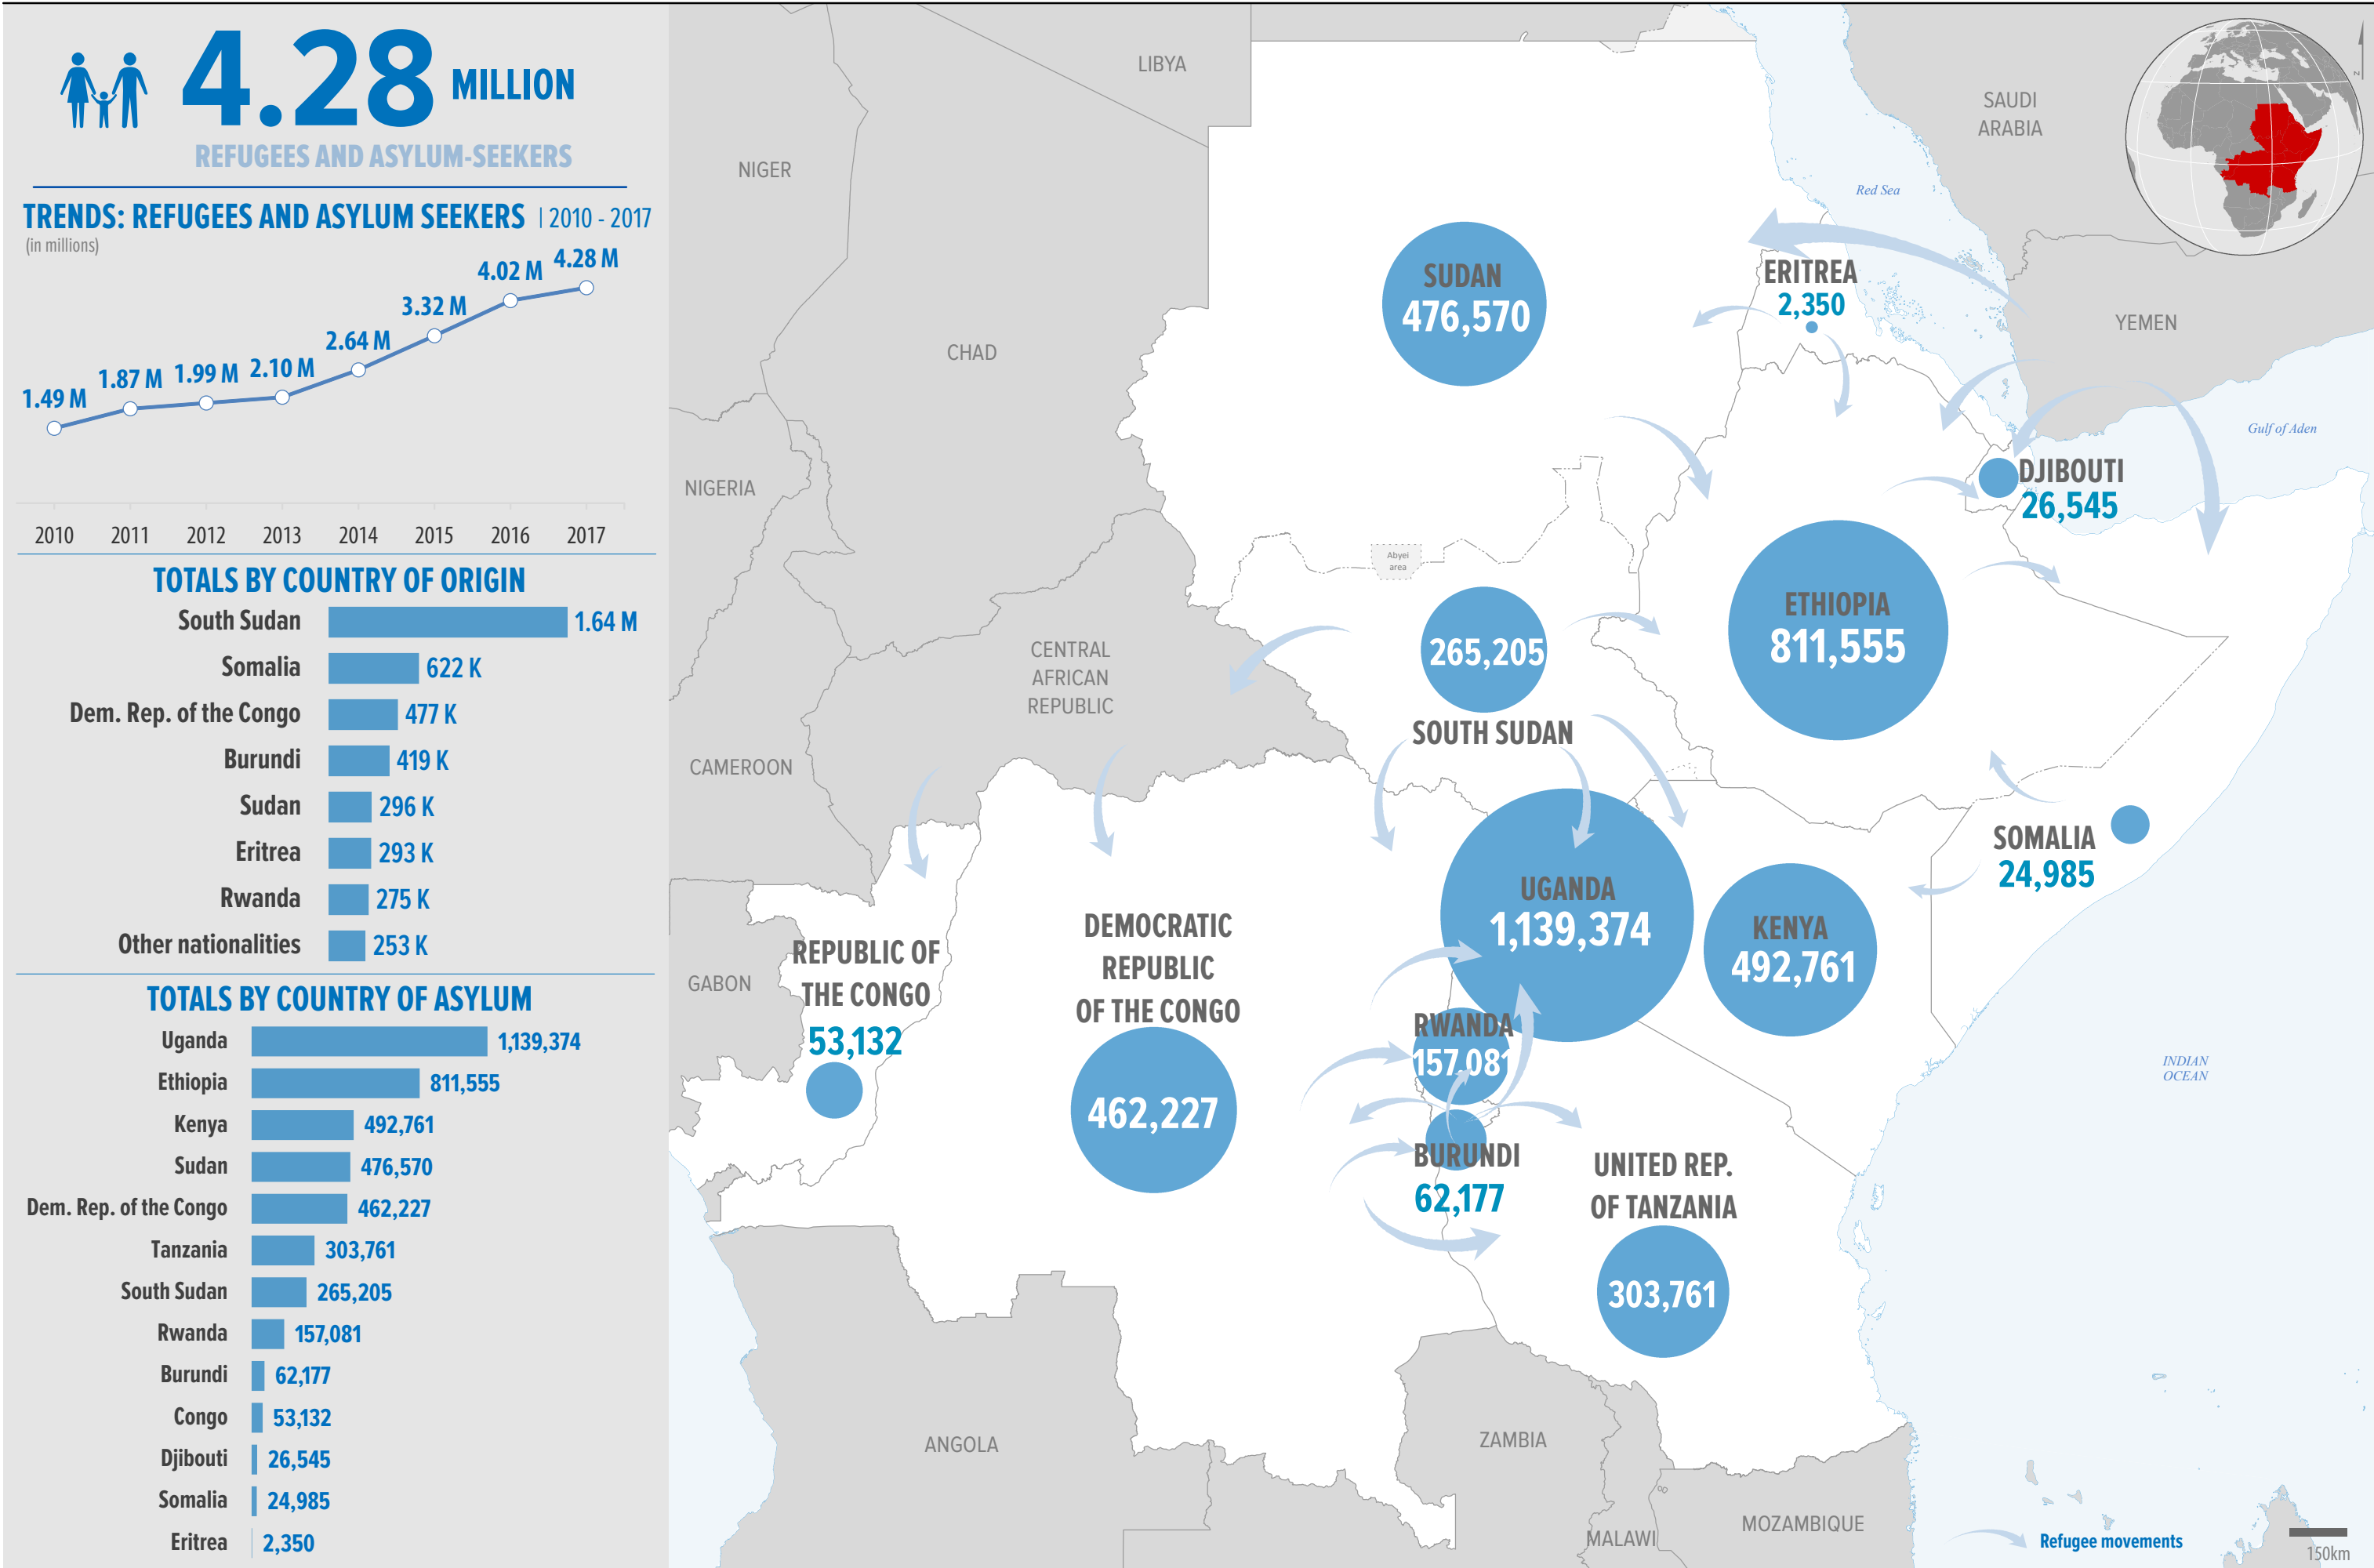 4.28 MILLION
REFUGEES AND ASYLUM-SEEKERS
TRENDS: REFUGEES AND ASYLUM SEEKERS | 2010 - 2017
(in millions)
1.49 M
1.87 M
1.99 M
2.10 M
2.64 M
3.32 M
4.02 M
4.28 M
2010 2011 2012 2013 2014 2015 2016 2017
TOTALS BY COUNTRY OF ORIGIN
South Sudan 1.64 M
Somalia 622 K
Dem. Rep. of the Congo 477 K
Burundi 419 K
Sudan 296 K
Eritrea 293 K
Rwanda 275 K
Other nationalities 253 K
TOTALS BY COUNTRY OF ASYLUM
Uganda 1,139,374
Ethiopia 811,555
Kenya 492,761
Sudan 476,570
Dem. Rep. of the Congo 462,227
Tanzania 303,761
South Sudan 265,205
Rwanda 157,081
Burundi 62,177
Congo 53,132
Djibouti 26,545
Somalia 24,985
Eritrea 2,350
LIBYA
NIGER
CHAD
NIGERIA
CENTRAL
AFRICAN
REPUBLIC
CAMEROON
GABON
ANGOLA
ZAMBIA
MALAWI
MOZAMBIQUE
SAUDI
ARABIA
YEMEN
Red Sea
Gulf of Aden
INDIAN
OCEAN
N
SUDAN
476,570
ERITREA
2,350
DJIBOUTI
26,545
Abyei
area
ETHIOPIA
811,555
265,205
SOUTH SUDAN
SOMALIA
24,985
UGANDA
1,139,374
KENYA
492,761
REPUBLIC OF
THE CONGO
53,132
DEMOCRATIC
REPUBLIC
OF THE CONGO
462,227
RWANDA
157,081
BURUNDI
62,177
UNITED REP.
OF TANZANIA
303,761
Refugee movements
150km